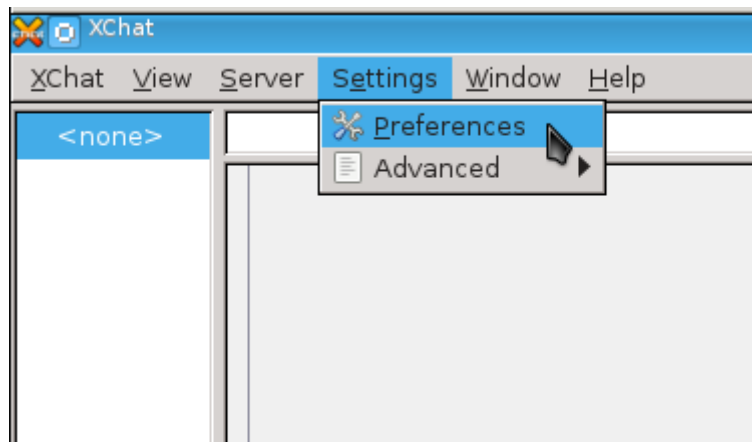 XChat
XChat View Server Settings Window Help
<none>
Preferences
Advanced